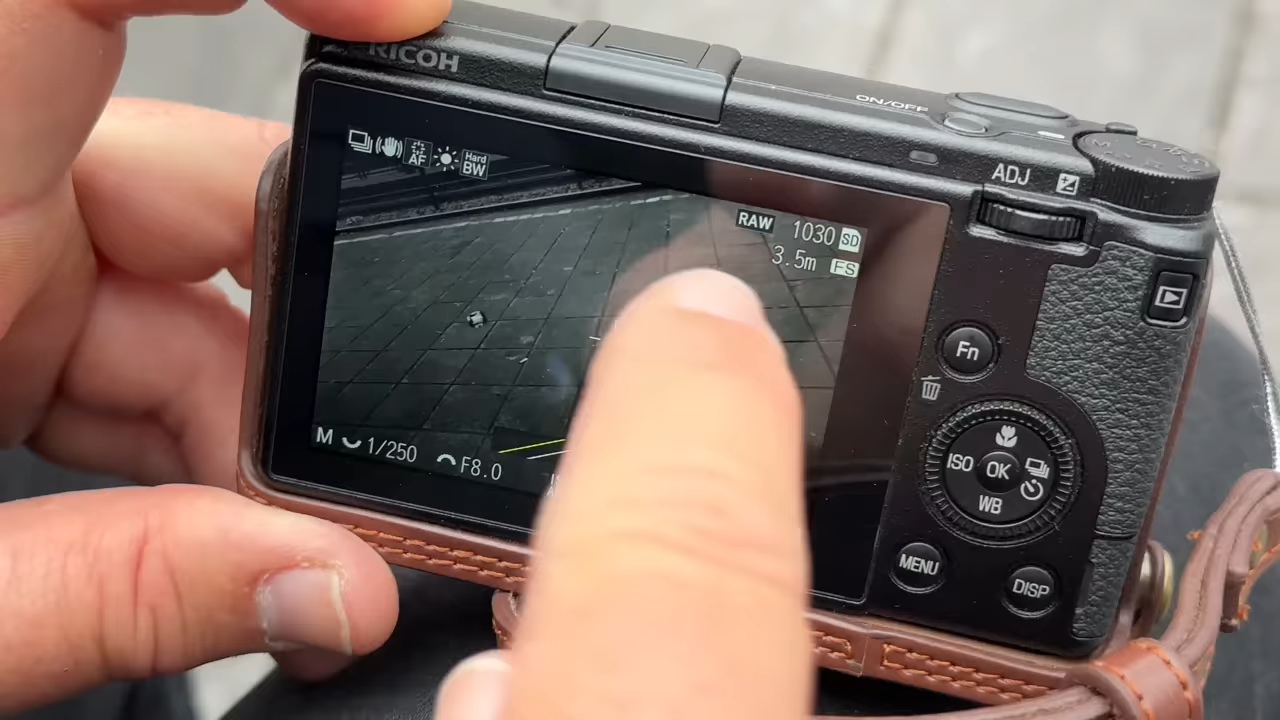 RICOH
ON/OFF
ADJ
AF
Hard
BW
RAW 1030 SD
3.5m FS
M 1/250 F8.0
Fn
ISO OK
WB
MENU
DISP